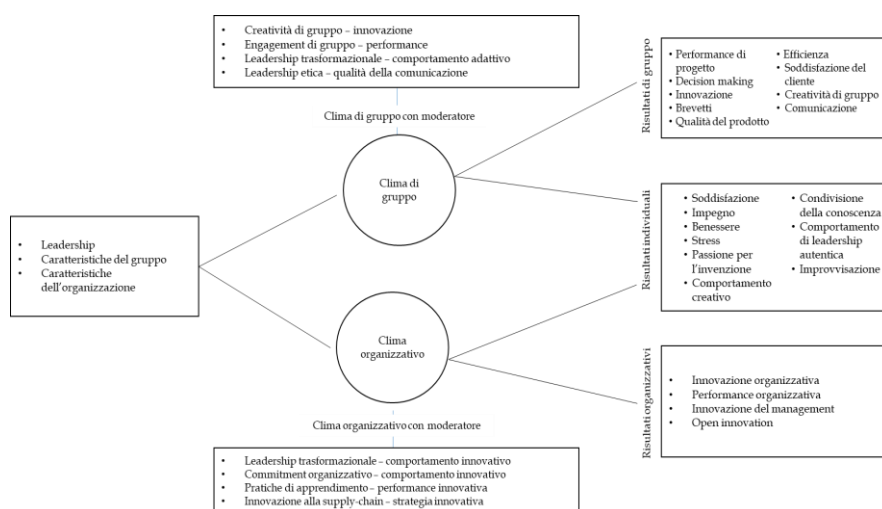 • Creatività di gruppo – innovazione
• Engagement di gruppo – performance
• Leadership trasformazionale – comportamento adattivo
• Leadership etica – qualità della comunicazione
Clima di gruppo con moderatore
Clima di
gruppo
• Leadership
• Caratteristiche del gruppo
• Caratteristiche
dell'organizzazione
Clima
organizzativo
Clima organizzativo con moderatore
• Leadership trasformazionale – comportamento innovativo
• Commitment organizzativo – comportamento innovativo
• Pratiche di apprendimento – performance innovativa
• Innovazione alla supply-chain – strategia innovativa
Risultati di gruppo
• Performance di
progetto
• Decision making
• Innovazione
• Brevetti
• Qualità del prodotto
• Efficienza
• Soddisfazione del
cliente
• Creatività di gruppo
• Comunicazione
Risultati individuali
• Soddisfazione
• Impegno
• Benessere
• Stress
• Passione per
l'invenzione
• Comportamento
creativo
• Condivisione
della conoscenza
• Comportamento
di leadership
autentica
• Improvvisazione
Risultati organizzativi
• Innovazione organizzativa
• Performance organizzativa
• Innovazione del management
• Open innovation